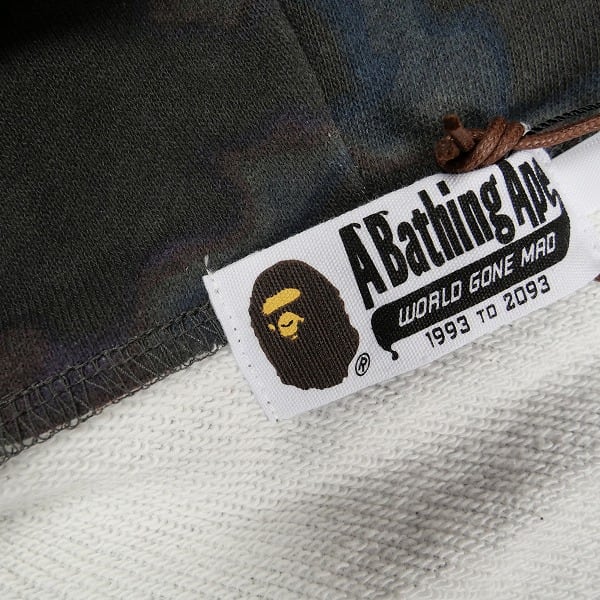 A Bathing Ape
WORLD GONE MAD
1993 TO 2093
®